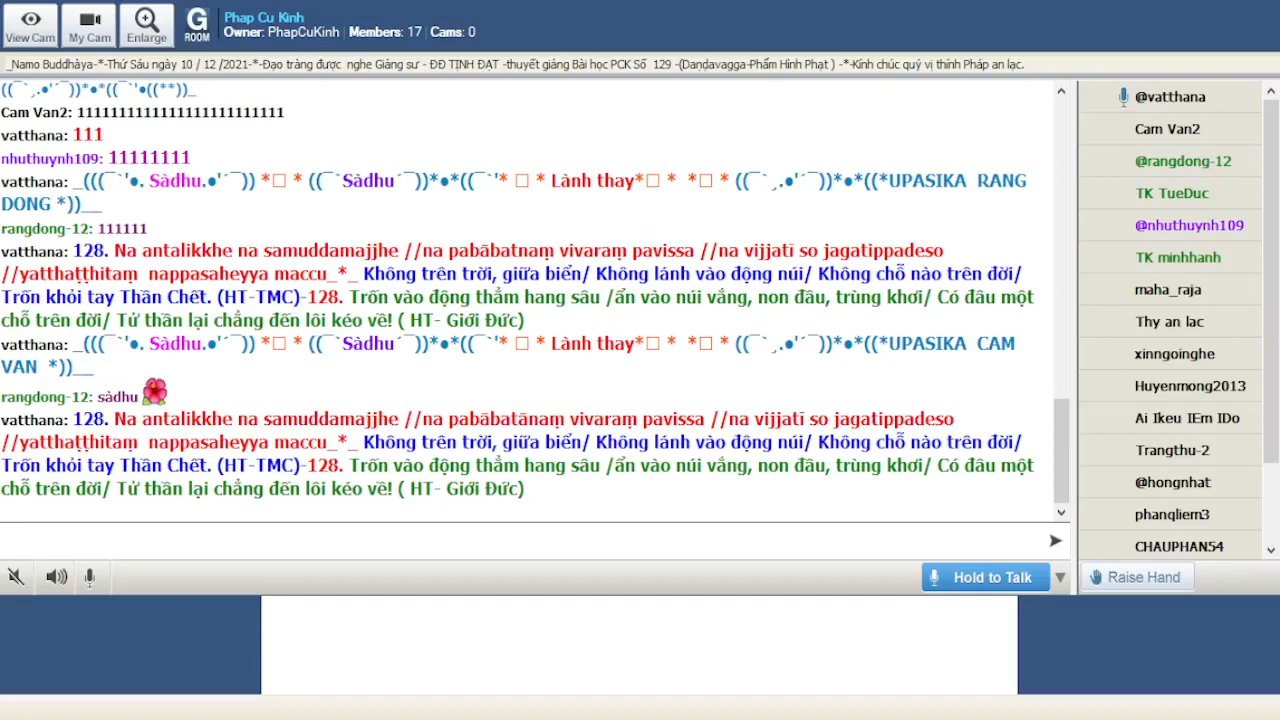 View Cam
My Cam
Enlarge
G
ROOM
Phap Cu Kinh
Owner: PhapCuKinh | Members: 17 | Cams: 0
_Namo Buddhàya-*-Thứ Sáu ngày 10 / 12 /2021-*-Đạo tràng được nghe Giảng sư - ĐĐ TỊNH ĐẠT -thuyết giảng Bài học PCK Số 129 -(Daṇḍavagga-Phẩm Hình Phạt ) -*-Kính chúc quý vị thính Pháp an lạc.
((¯`¸.●'´¯))*●*((¯`'●((**))_
Cam Van2: 1111111111111111111111111
vatthana: 111
nhuthuynh109: 11111111
vatthana: _(((¯`'●. Sàdhu.●'´¯)) *□ * ((¯`Sàdhu´¯))*●*((¯`'* □ * Lành thay*□ * *□ * ((¯`¸.●'´¯))*●*((*UPASIKA RANG
DONG *))__
rangdong-12: 111111
vatthana: 128. Na antalikkhe na samuddamajjhe //na pabābatnaṃ vivaraṃ pavissa //na vijjatī so jagatippadeso
//yatthaṭṭhitaṃ nappasaheyya maccu_*_ Không trên trời, giữa biển/ Không lánh vào động núi/ Không chỗ nào trên đời/
Trốn khỏi tay Thần Chết. (HT-TMC)-128. Trốn vào động thẳm hang sâu /ẩn vào núi vắng, non đầu, trùng khơi/ Có đâu một
chỗ trên đời/ Tử thần lại chẳng đến lôi kéo về! ( HT- Giới Đức)
vatthana: _(((¯`'●. Sàdhu.●'´¯)) *□ * ((¯`Sàdhu´¯))*●*((¯`'* □ * Lành thay*□ * *□ * ((¯`¸.●'´¯))*●*((*UPASIKA CAM
VAN *))__
rangdong-12: sàdhu
vatthana: 128. Na antalikkhe na samuddamajjhe //na pabābatānaṃ vivaraṃ pavissa //na vijjatī so jagatippadeso
//yatthaṭṭhitaṃ nappasaheyya maccu_*_ Không trên trời, giữa biển/ Không lánh vào động núi/ Không chỗ nào trên đời/
Trốn khỏi tay Thần Chết. (HT-TMC)-128. Trốn vào động thẳm hang sâu /ẩn vào núi vắng, non đầu, trùng khơi/ Có đâu một
chỗ trên đời/ Tử thần lại chẳng đến lôi kéo về! ( HT- Giới Đức)
Hold to Talk
@vatthana
Cam Van2
@rangdong-12
TK TueDuc
@nhuthuynh109
TK minhhanh
maha_raja
Thy an lac
xinngoinghe
Huyenmong2013
Ai Ikeu IEm IDo
Trangthu-2
@hongnhat
phanqliem3
CHAUPHAN54
Raise Hand